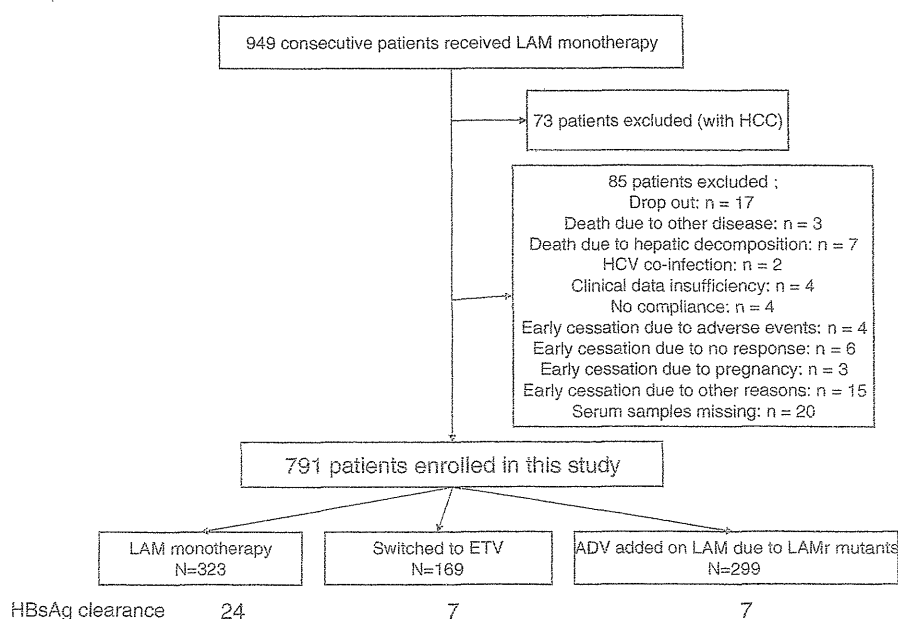 949 consecutive patients received LAM monotherapy
73 patients excluded (with HCC)
85 patients excluded ;
Drop out: n = 17
Death due to other disease: n = 3
Death due to hepatic decomposition: n = 7
HCV co-infection: n = 2
Clinical data insufficiency: n = 4
No compliance: n = 4
Early cessation due to adverse events: n = 4
Early cessation due to no response: n = 6
Early cessation due to pregnancy: n = 3
Early cessation due to other reasons: n = 15
Serum samples missing: n = 20
791 patients enrolled in this study
LAM monotherapy
N=323
Switched to ETV
N=169
ADV added on LAM due to LAMr mutants
N=299
HBsAg clearance 24 7 7